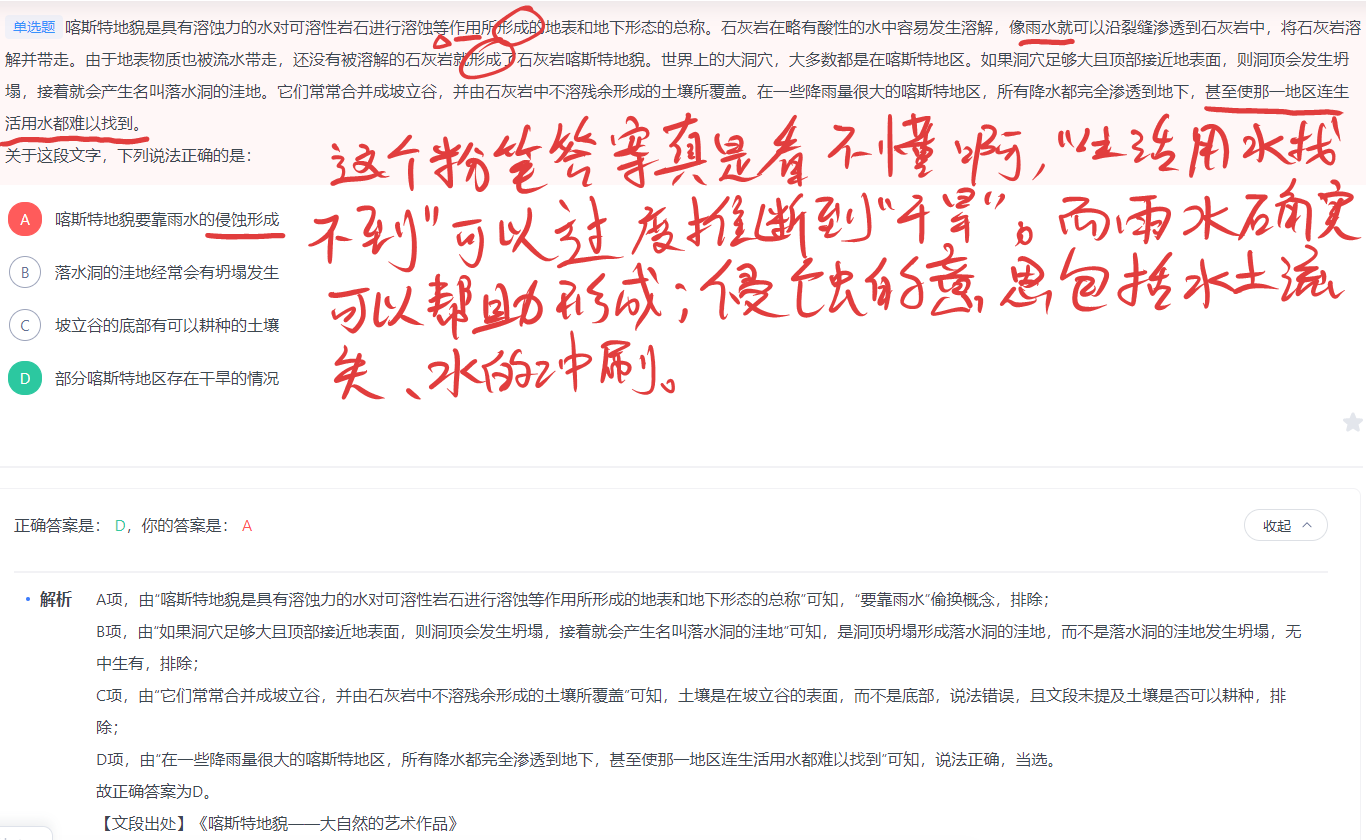 单选题 喀斯特地貌是具有溶蚀力的水对可溶性岩石进行溶蚀等作用所形成的地表和地下形态的总称。石灰岩在略有酸性的水中容易发生溶解，像雨水就可以沿裂缝渗透到石灰岩中，将石灰岩溶
解并带走。由于地表物质也被流水带走，还没有被溶解的石灰岩就形成了石灰岩喀斯特地貌。世界上的大洞穴，大多数都是在喀斯特地区。如果洞穴足够大且顶部接近地表面，则洞顶会发生坍
塌，接着就会产生名叫落水洞的洼地。它们常常合并成坡立谷，并由石灰岩中不溶残余形成的土壤所覆盖。在一些降雨量很大的喀斯特地区，所有降水都完全渗透到地下，甚至使那一地区连生
活用水都难以找到。
关于这段文字，下列说法正确的是：
这个粉笔答案真是看不懂啊，“生活用水找
不到”可以过度推断到“干旱”。而雨水确实
可以帮助形成；侵蚀的意思包括水土流
失、水的冲刷。
A 喀斯特地貌要靠雨水的侵蚀形成
B 落水洞的洼地经常会有坍塌发生
C 坡立谷的底部有可以耕种的土壤
D 部分喀斯特地区存在干旱的情况
正确答案是： D，你的答案是： A
收起
解析 A项，由“喀斯特地貌是具有溶蚀力的水对可溶性岩石进行溶蚀等作用所形成的地表和地下形态的总称”可知，“要靠雨水”偷换概念，排除；
B项，由“如果洞穴足够大且顶部接近地表面，则洞顶会发生坍塌，接着就会产生名叫落水洞的洼地”可知，是洞顶坍塌形成落水洞的洼地，而不是落水洞的洼地发生坍塌，无
中生有，排除；
C项，由“它们常常合并成坡立谷，并由石灰岩中不溶残余形成的土壤所覆盖”可知，土壤是在坡立谷的表面，而不是底部，说法错误，且文段未提及土壤是否可以耕种，排
除；
D项，由“在一些降雨量很大的喀斯特地区，所有降水都完全渗透到地下，甚至使那一地区连生活用水都难以找到”可知，说法正确，当选。
故正确答案为D。
【文段出处】《喀斯特地貌——大自然的艺术作品》